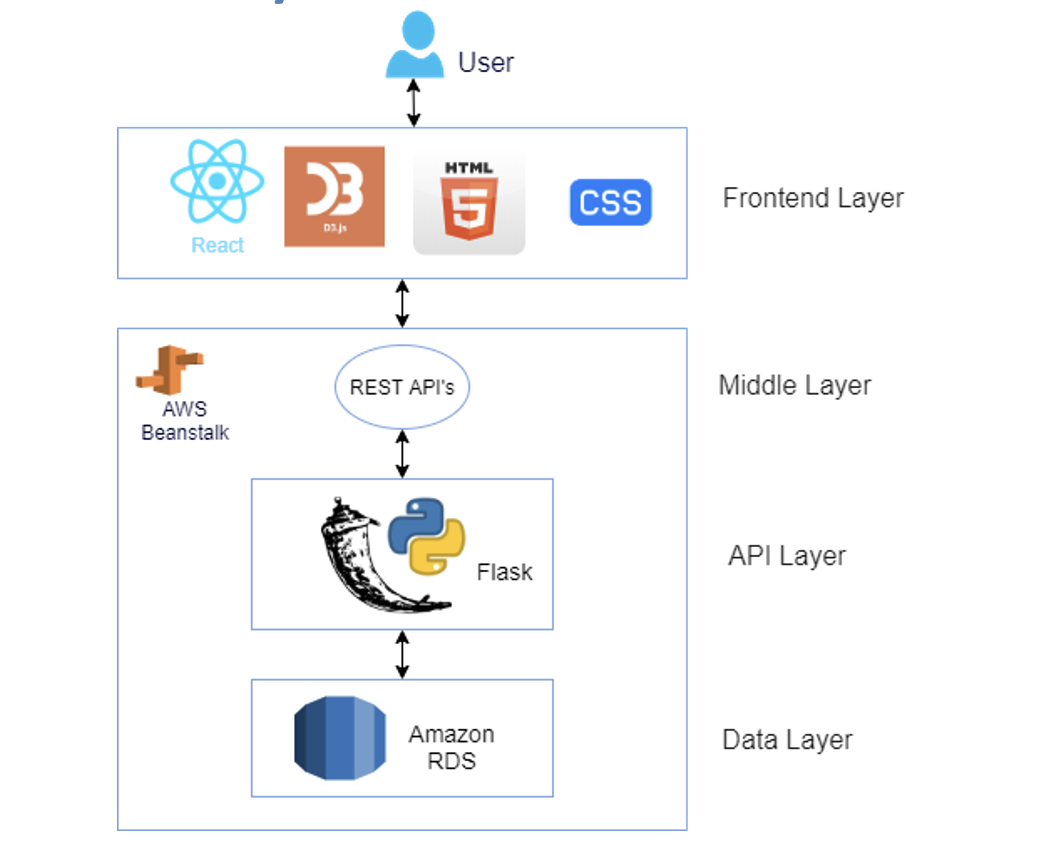 User
React
D3.js
HTML
5
CSS
Frontend Layer
AWS
Beanstalk
REST API's
Middle Layer
Flask
API Layer
Amazon
RDS
Data Layer